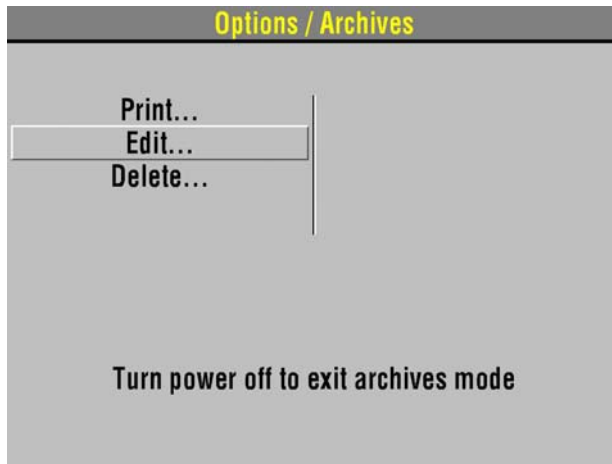 Options / Archives
Print...
Edit...
Delete...
Turn power off to exit archives mode